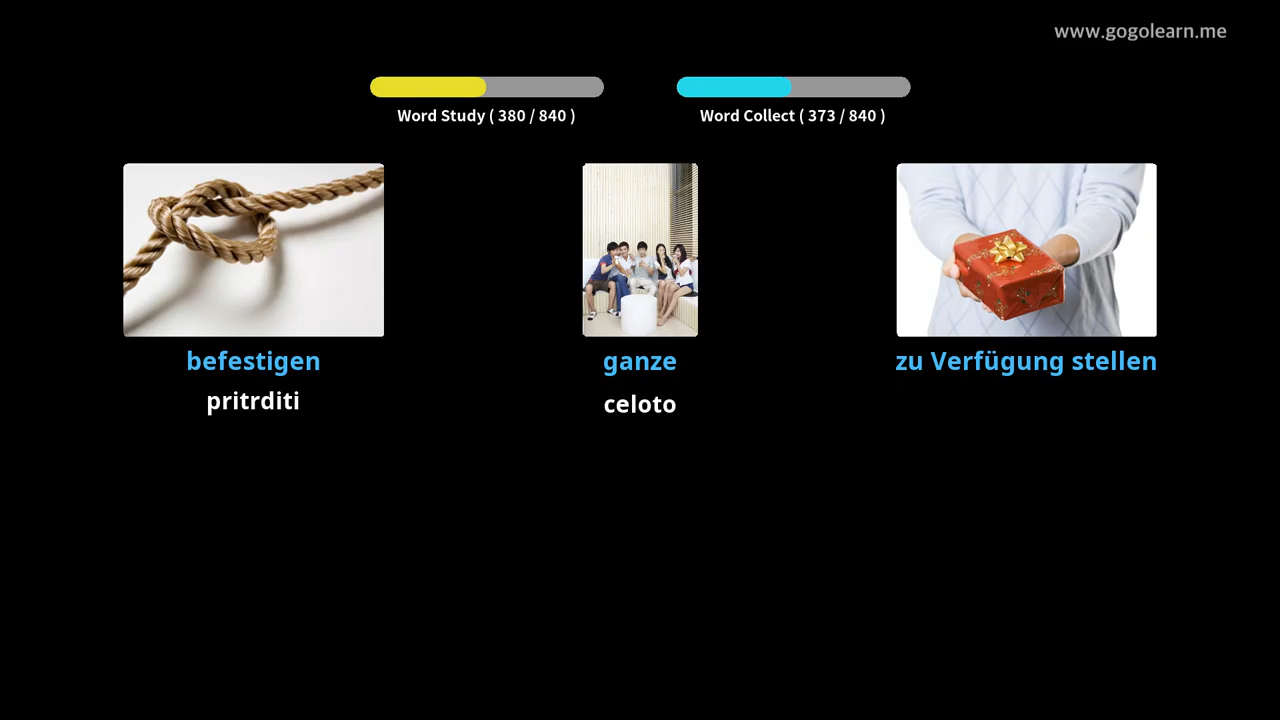 www.gogolearn.me
Word Study ( 380 / 840 )
Word Collect ( 373 / 840 )
befestigen
ganze
zu Verfügung stellen
pritrditi
celoto